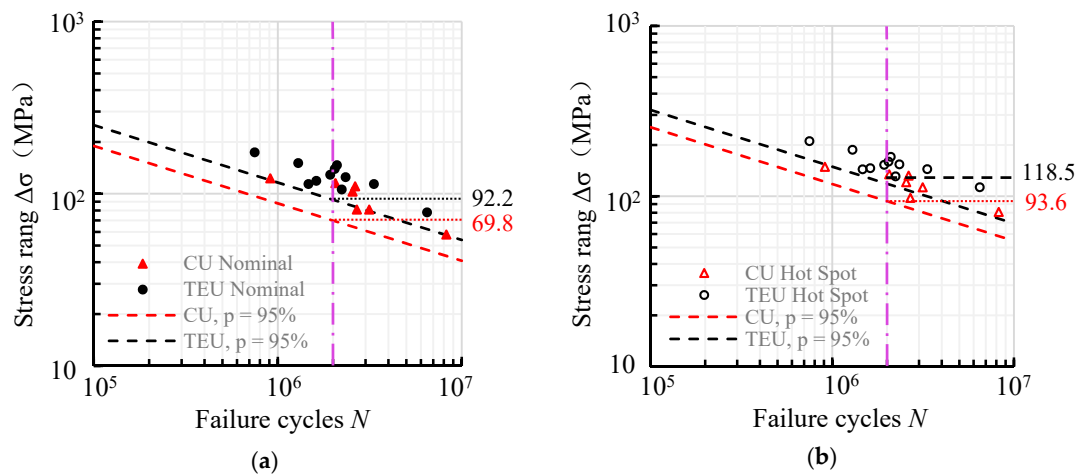 (a)
10³
10²
10
Stress rang Δσ（MPa）
92.2
69.8
CU Nominal
TEU Nominal
CU, p = 95%
TEU, p = 95%
10⁵
10⁶
10⁷
Failure cycles N
(a)
(b)
10³
10²
10
Stress rang Δσ（MPa）
118.5
93.6
CU Hot Spot
TEU Hot Spot
CU, p = 95%
TEU, p = 95%
10⁵
10⁶
10⁷
Failure cycles N
(b)